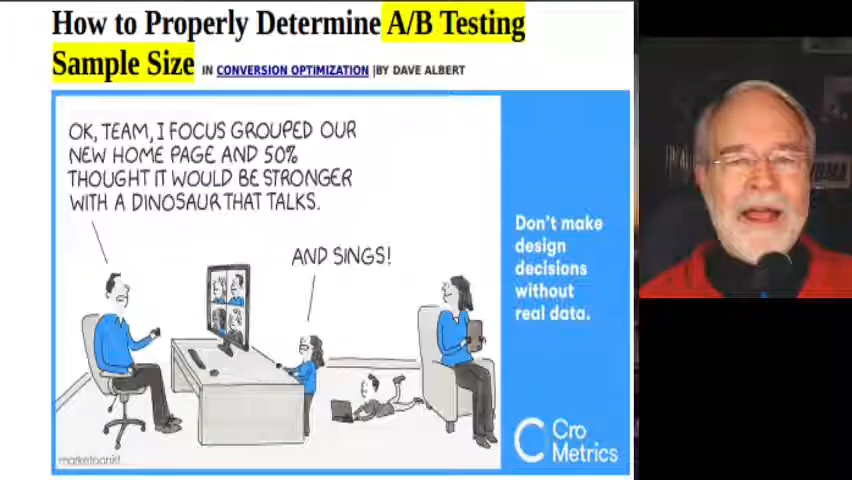 How to Properly Determine A/B Testing
Sample Size IN CONVERSION OPTIMIZATION |BY DAVE ALBERT
OK, TEAM, I FOCUS GROUPED OUR
NEW HOME PAGE AND 50%
THOUGHT IT WOULD BE STRONGER
WITH A DINOSAUR THAT TALKS.
AND SINGS!
Don't make
design
decisions
without
real data.
Cro
Metrics
marketoonist